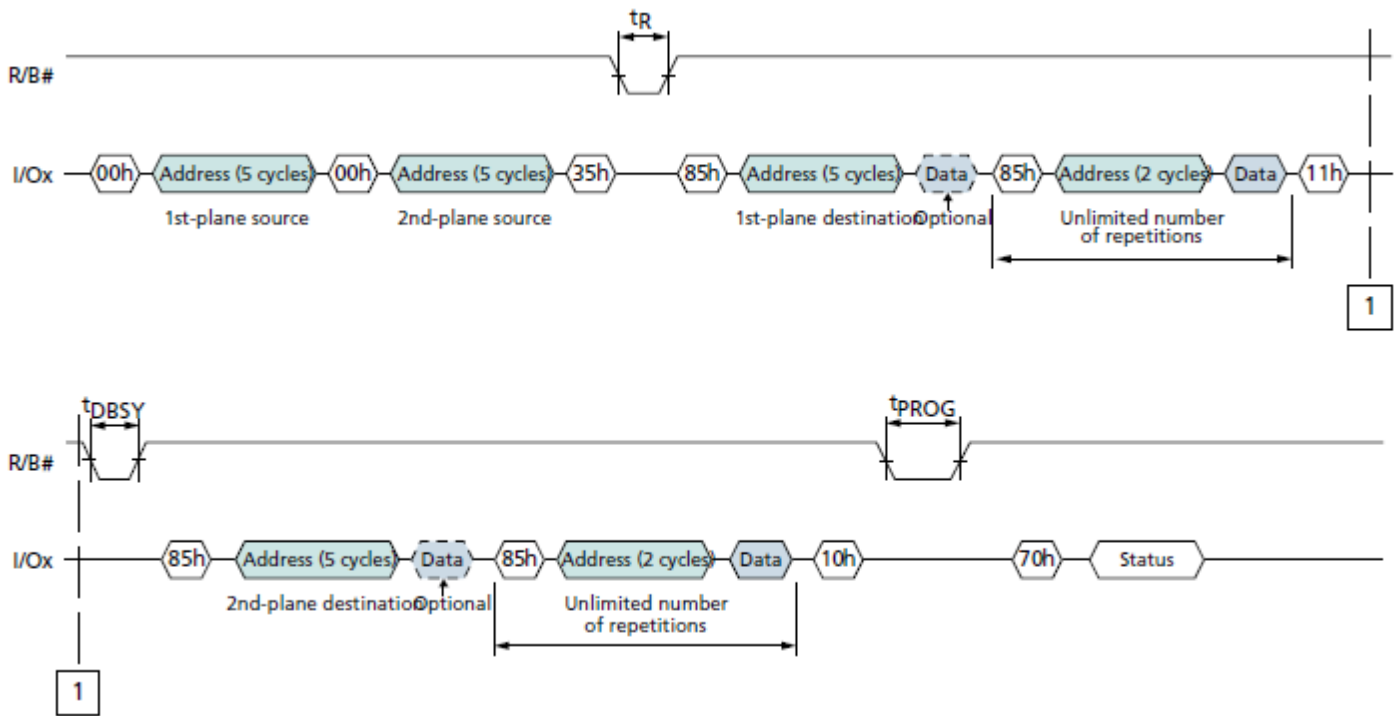 tR
R/B#
I/Ox 00h Address (5 cycles) 00h Address (5 cycles) 35h 85h Address (5 cycles) Data 85h Address (2 cycles) Data 11h
1st-plane source 2nd-plane source 1st-plane destination Optional Unlimited number
of repetitions
1
tDBSY tPROG
R/B#
I/Ox 85h Address (5 cycles) Data 85h Address (2 cycles) Data 10h 70h Status
2nd-plane destination Optional Unlimited number
of repetitions
1